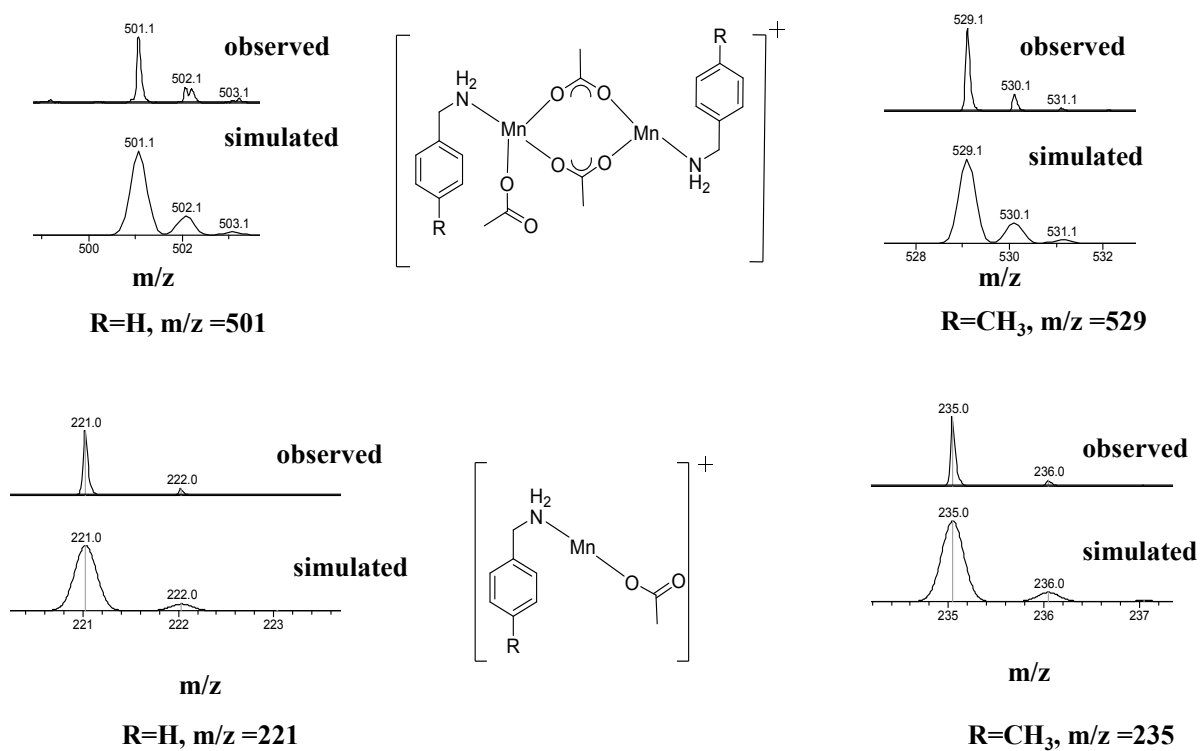 501.1
observed
502.1
503.1
simulated
501.1
502.1
503.1
500
502
m/z
R=H, m/z =501
[
R
H2
N
O
O
Mn
O
O
Mn
N
H2
O
O
R
]+
R
529.1
observed
530.1
531.1
simulated
529.1
530.1
531.1
528
530
532
m/z
R=CH3, m/z =529
221.0
observed
222.0
221.0
simulated
222.0
221
222
223
m/z
R=H, m/z =221
H2
N
Mn
O
O
R
+
235.0
observed
236.0
235.0
simulated
236.0
235
236
237
m/z
R=CH3, m/z =235